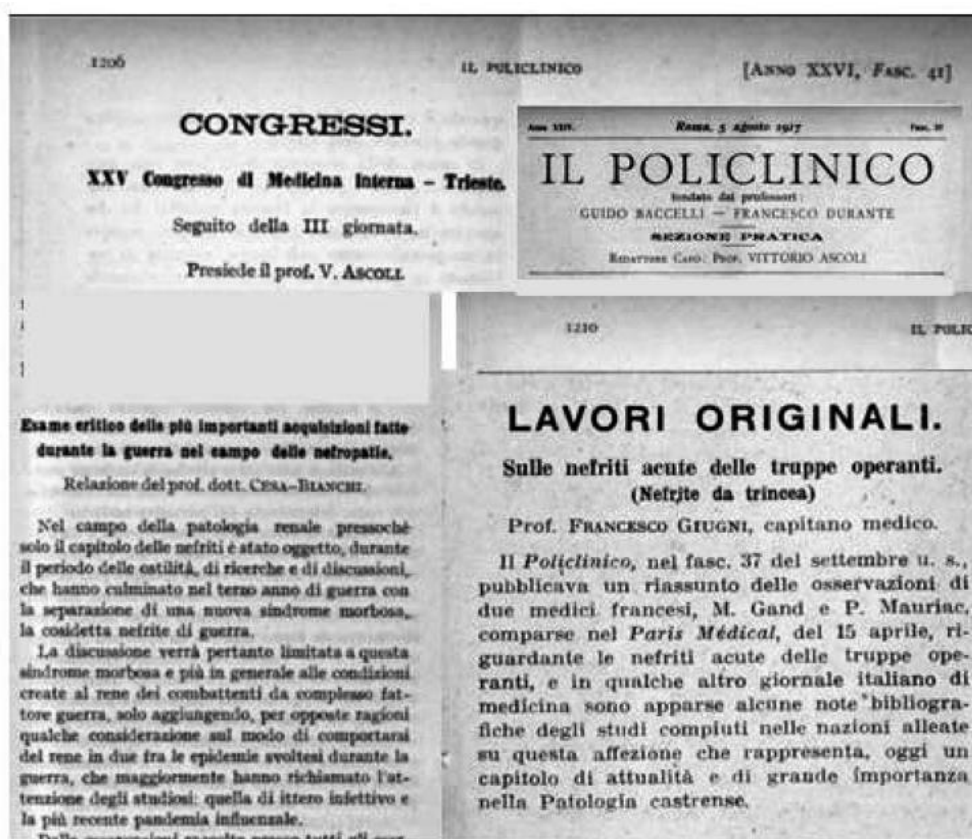 1206
IL POLICLINICO
[ANNO XXVI, FASC. 41]
CONGRESSI.
XXV Congresso di Medicina Interna – Trieste.
Seguito della III giornata.
Presiede il prof. V. ASCOLI.
Anno XXIV.
Roma, 5 agosto 1917
Fasc.
IL POLICLINICO
fondato dai professori:
GUIDO BACCELLI — FRANCESCO DURANTE
SEZIONE PRATICA
REDATTORE CAPO: PROF. VITTORIO ASCOLI
Esame critico delle più importanti acquisizioni fatte
durante la guerra nel campo delle nefropatie.
Relazione del prof. dott. CESA-BIANCHI.
Nel campo della patologia renale pressochè
solo il capitolo delle nefriti è stato oggetto, durante
il periodo delle ostilità, di ricerche e di discussioni,
che hanno culminato nel terzo anno di guerra con
la separazione di una nuova sindrome morbosa,
la cosidetta nefrite di guerra.
La discussione verrà pertanto limitata a questa
sindrome morbosa e più in generale alle condizioni
create al rene dei combattenti da complesso fat-
tore guerra, solo aggiungendo, per opposte ragioni
qualche considerazione sul modo di comportarsi
del rene in due fra le epidemie svoltesi durante la
guerra, che maggiormente hanno richiamato l'at-
tenzione degli studiosi: quella di ittero infettivo e
la più recente pandemia influenzale.
1210
IL POLIC
LAVORI ORIGINALI.
Sulle nefriti acute delle truppe operanti.
(Nefrite da trincea)
Prof. FRANCESCO GIUGNI, capitano medico.
Il Policlinico, nel fasc. 37 del settembre u. s.,
pubblicava un riassunto delle osservazioni di
due medici francesi, M. Gand e P. Mauriac,
comparse nel Paris Médical, del 15 aprile, ri-
guardante le nefriti acute delle truppe ope-
ranti, e in qualche altro giornale italiano di
medicina sono apparse alcune note bibliogra-
fiche degli studi compiuti nelle nazioni alleate
su questa affezione che rappresenta, oggi un
capitolo di attualità e di grande importanza
nella Patologia castrense.